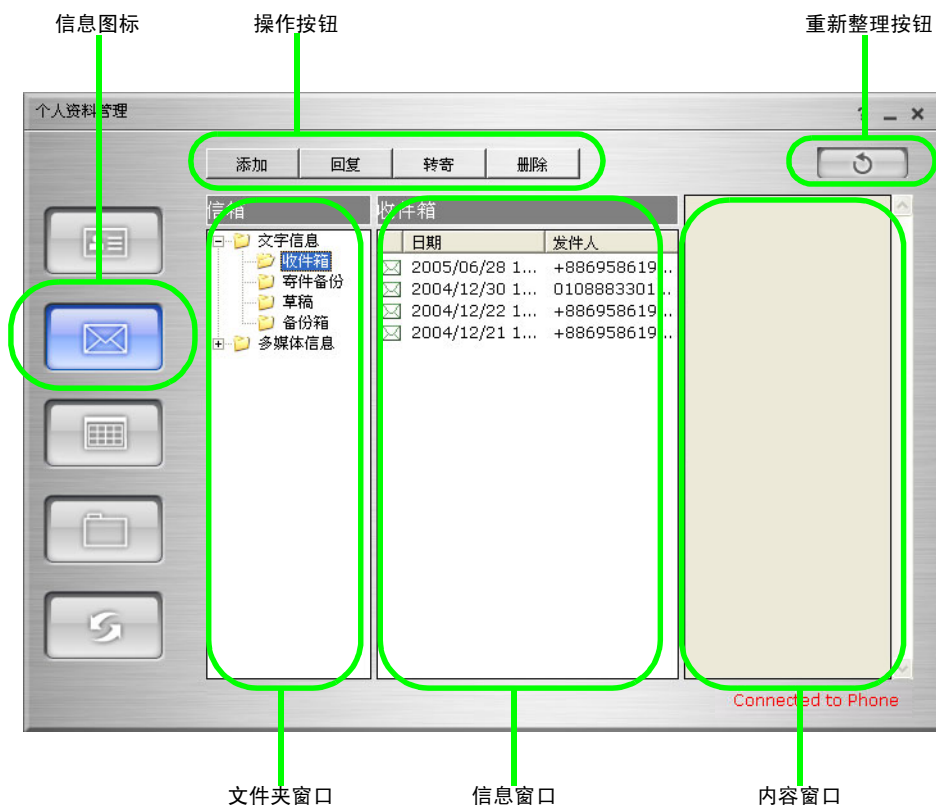 信息图标 操作按钮 重新整理按钮
个人资料管理
添加 回复 转寄 删除
信箱 收件箱
文字信息 日期 发件人
收件箱 2005/06/28 1... +886958619...
寄件备份 2004/12/30 1... 0108883301...
草稿 2004/12/22 1... +886958619...
备份箱 2004/12/21 1... +886958619...
多媒体信息
Connected to Phone
文件夹窗口 信息窗口 内容窗口